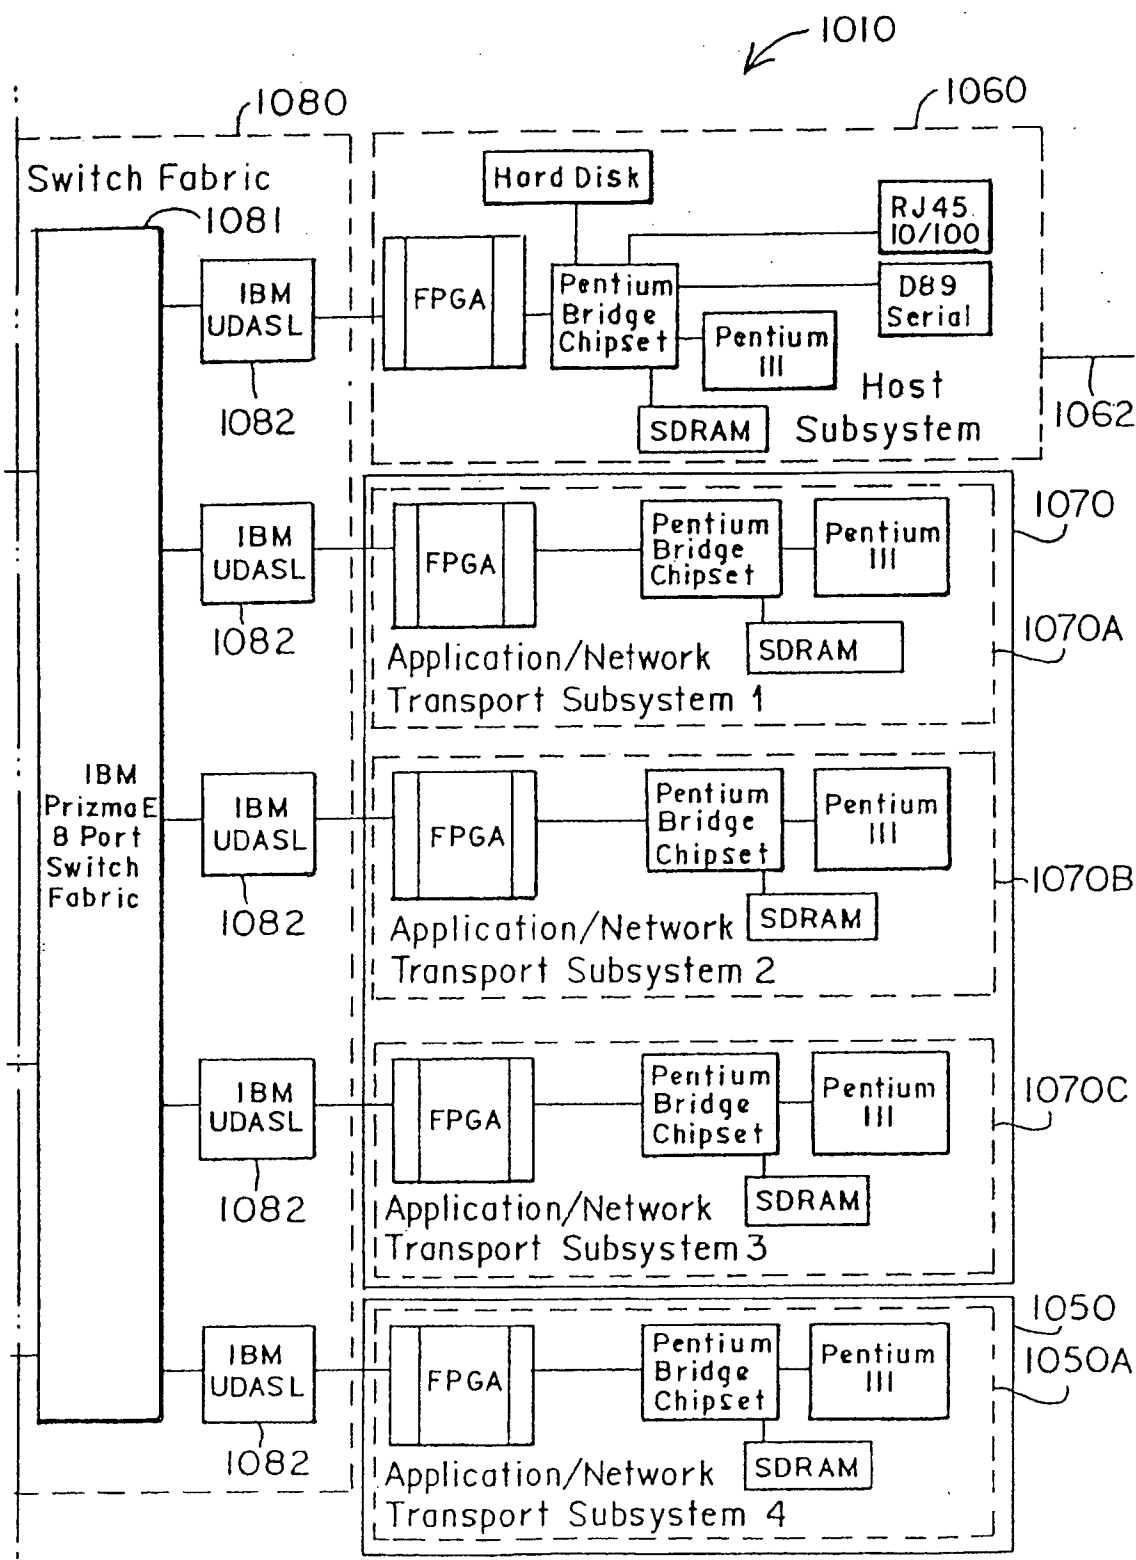 1010
1080
1060
Switch Fabric
1081
Hard Disk
RJ45
10/100
IBM
UDASL
FPGA
Pentium
Bridge
Chipset
D89
Serial
Pentium
III
1082
SDRAM
Host
Subsystem
1062
IBM
UDASL
FPGA
Pentium
Bridge
Chipset
Pentium
III
1070
1082
SDRAM
1070A
Application/Network
Transport Subsystem 1
IBM
PrizmaE
8 Port
Switch
Fabric
IBM
UDASL
FPGA
Pentium
Bridge
Chipset
Pentium
III
1070B
1082
SDRAM
Application/Network
Transport Subsystem 2
IBM
UDASL
FPGA
Pentium
Bridge
Chipset
Pentium
III
1070C
1082
SDRAM
Application/Network
Transport Subsystem 3
1050
IBM
UDASL
FPGA
Pentium
Bridge
Chipset
Pentium
III
1050A
1082
SDRAM
Application/Network
Transport Subsystem 4